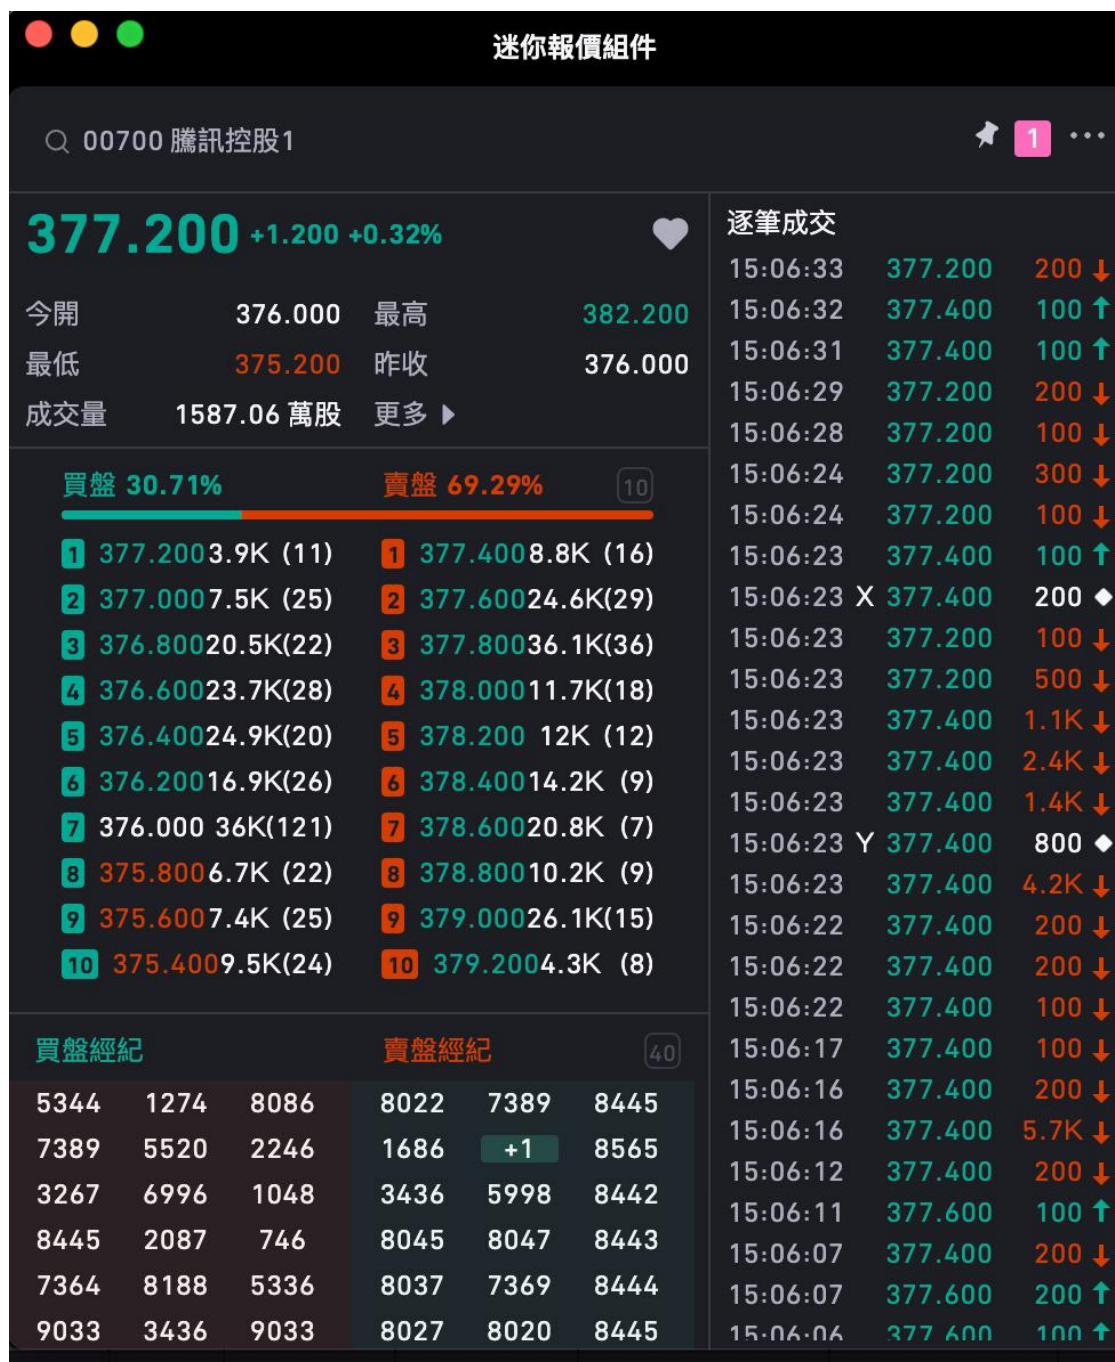 迷你報價組件
00700 騰訊控股1
1
377.200 +1.200 +0.32%
今開 376.000 最高 382.200
最低 375.200 昨收 376.000
成交量 1587.06 萬股 更多
買盤 30.71% 賣盤 69.29% 10
1 377.200 3.9K (11) 1 377.400 8.8K (16)
2 377.000 7.5K (25) 2 377.600 24.6K(29)
3 376.800 20.5K(22) 3 377.800 36.1K(36)
4 376.600 23.7K(28) 4 378.000 11.7K(18)
5 376.400 24.9K(20) 5 378.200 12K (12)
6 376.200 16.9K(26) 6 378.400 14.2K (9)
7 376.000 36K(121) 7 378.600 20.8K (7)
8 375.800 6.7K (22) 8 378.800 10.2K (9)
9 375.600 7.4K (25) 9 379.000 26.1K(15)
10 375.400 9.5K(24) 10 379.200 4.3K (8)
買盤經紀 賣盤經紀 40
5344 1274 8086 8022 7389 8445
7389 5520 2246 1686 +1 8565
3267 6996 1048 3436 5998 8442
8445 2087 746 8045 8047 8443
7364 8188 5336 8037 7369 8444
9033 3436 9033 8027 8020 8445
逐筆成交
15:06:33 377.200 200 ↓
15:06:32 377.400 100 ↑
15:06:31 377.400 100 ↑
15:06:29 377.200 200 ↓
15:06:28 377.200 100 ↓
15:06:24 377.200 300 ↓
15:06:24 377.200 100 ↓
15:06:23 377.400 100 ↑
15:06:23 X 377.400 200 ◆
15:06:23 377.200 100 ↓
15:06:23 377.200 500 ↓
15:06:23 377.400 1.1K ↓
15:06:23 377.400 2.4K ↓
15:06:23 377.400 1.4K ↓
15:06:23 Y 377.400 800 ◆
15:06:23 377.400 4.2K ↓
15:06:22 377.400 200 ↓
15:06:22 377.400 200 ↓
15:06:22 377.400 100 ↓
15:06:17 377.400 100 ↓
15:06:16 377.400 200 ↓
15:06:16 377.400 5.7K ↓
15:06:12 377.400 200 ↓
15:06:11 377.600 100 ↑
15:06:07 377.400 200 ↓
15:06:07 377.600 200 ↑
15:06:06 377.600 100 ↑